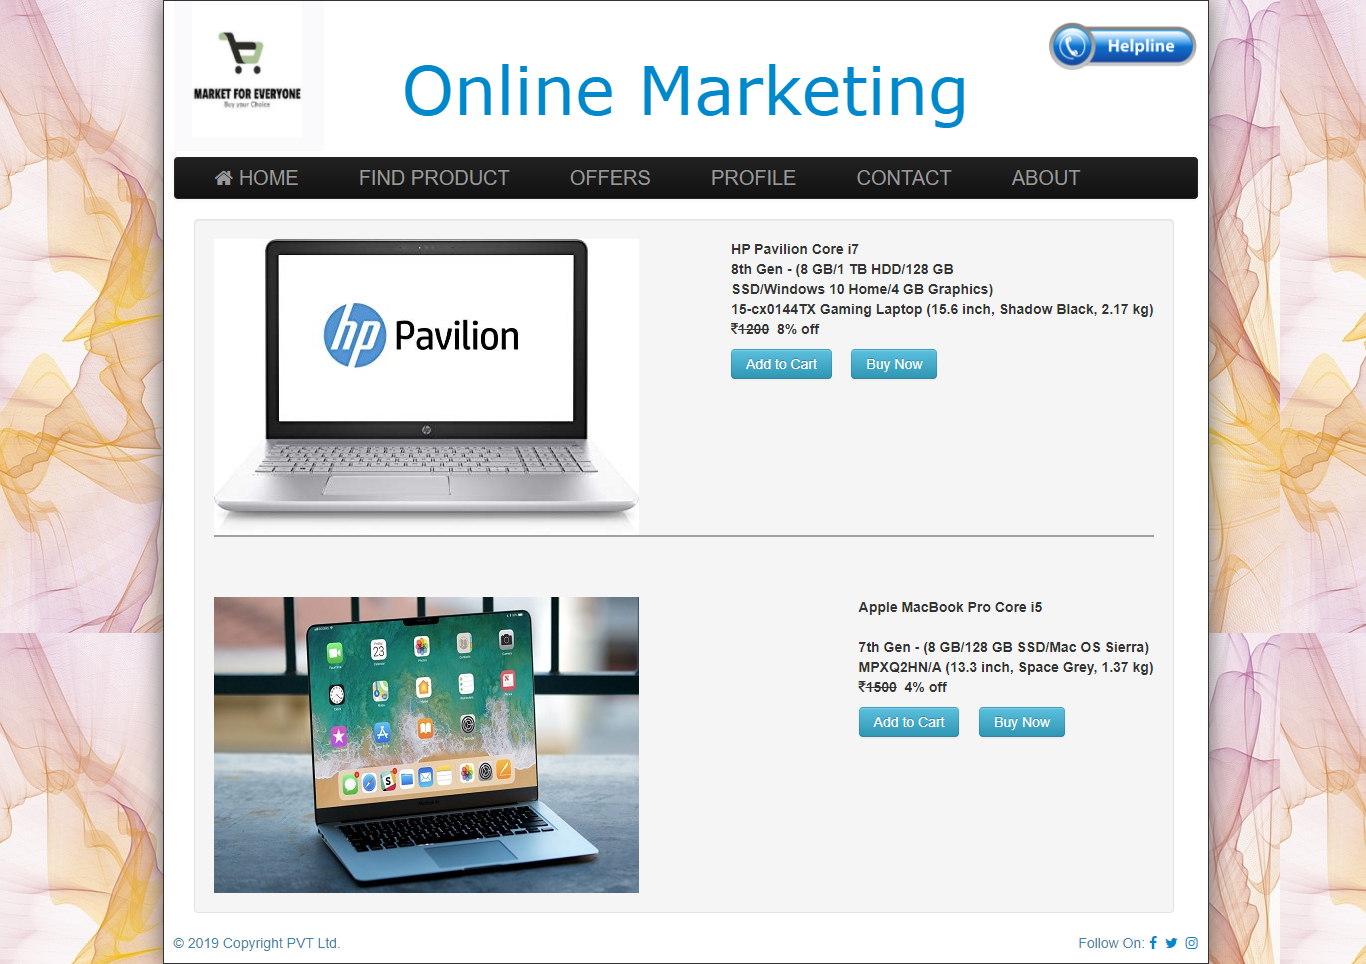 MARKET FOR EVERYONE
Buy your Choice
Online Marketing
Helpline
HOME FIND PRODUCT OFFERS PROFILE CONTACT ABOUT
hp Pavilion
hp
HP Pavilion Core i7
8th Gen - (8 GB/1 TB HDD/128 GB
SSD/Windows 10 Home/4 GB Graphics)
15-cx0144TX Gaming Laptop (15.6 inch, Shadow Black, 2.17 kg)
₹1200 8% off
Add to Cart Buy Now
23
Apple MacBook Pro Core i5
7th Gen - (8 GB/128 GB SSD/Mac OS Sierra)
MPXQ2HN/A (13.3 inch, Space Grey, 1.37 kg)
₹1500 4% off
Add to Cart Buy Now
© 2019 Copyright PVT Ltd.
Follow On: